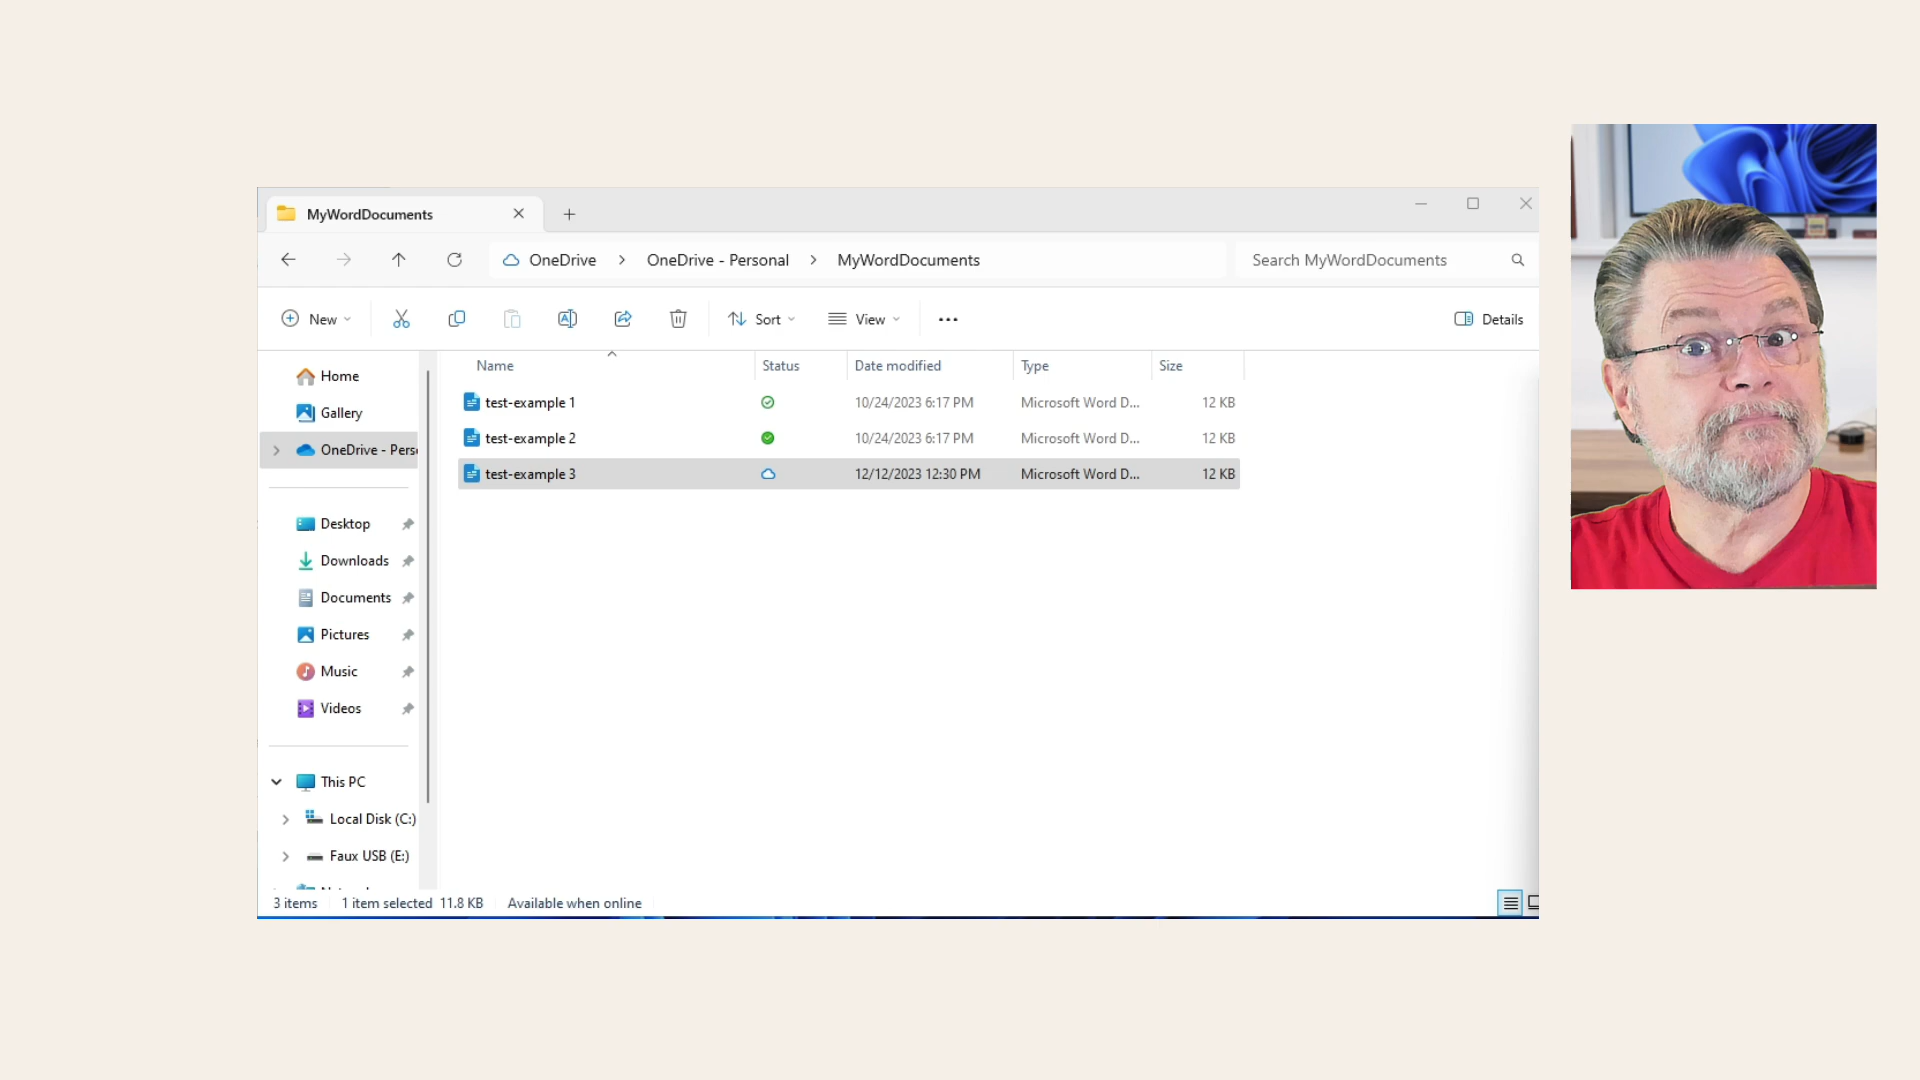 MyWordDocuments
OneDrive > OneDrive - Personal > MyWordDocuments
Search MyWordDocuments
New
Sort
View
Details
Name Status Date modified Type Size
test-example 1 10/24/2023 6:17 PM Microsoft Word D... 12 KB
test-example 2 10/24/2023 6:17 PM Microsoft Word D... 12 KB
test-example 3 12/12/2023 12:30 PM Microsoft Word D... 12 KB
Home
Gallery
OneDrive - Pers
Desktop
Downloads
Documents
Pictures
Music
Videos
This PC
Local Disk (C:)
Faux USB (E:)
3 items 1 item selected 11.8 KB Available when online